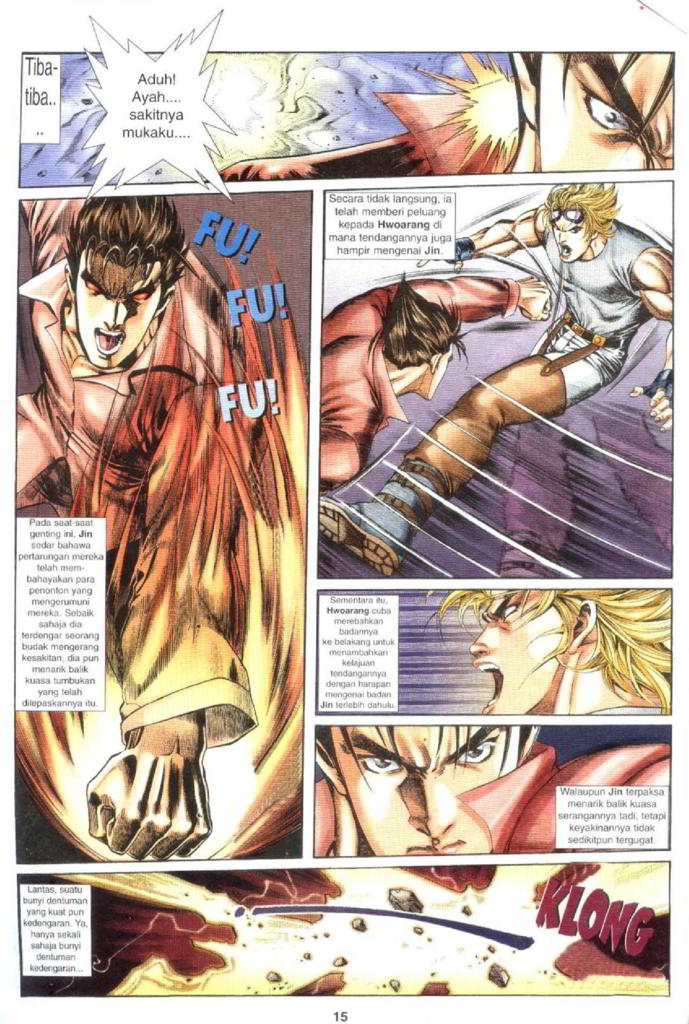 Tiba-
tiba..
..
Aduh!
Ayah....
sakitnya
mukaku....
FU!
FU!
FU!
Pada saat-saat
genting ini, Jin
sedar bahawa
pertarungan mereka
telah mem-
bahayakan para
penonton yang
mengerumuni
mereka. Sebaik
sahaja dia
terdengar seorang
budak mengerang
kesakitan, dia pun
menarik balik
kuasa tumbukan
yang telah
dilepaskannya itu.
Secara tidak langsung, ia
telah memberi peluang
kepada Hwoarang di
mana tendangannya juga
hampir mengenai Jin.
Sementara itu,
Hwoarang cuba
merebahkan
badannya
ke belakang untuk
menambahkan
kelajuan
tendangannya
dengan harapan
mengenai badan
Jin terlebih dahulu.
Walaupun Jin terpaksa
menarik balik kuasa
serangannya tadi, tetapi
keyakinannya tidak
sedikitpun tergugat.
Lantas, suatu
bunyi dentuman
yang kuat pun
kedengaran. Ya,
hanya sekali
sahaja bunyi
dentuman
kedengaran...
KLONG
15